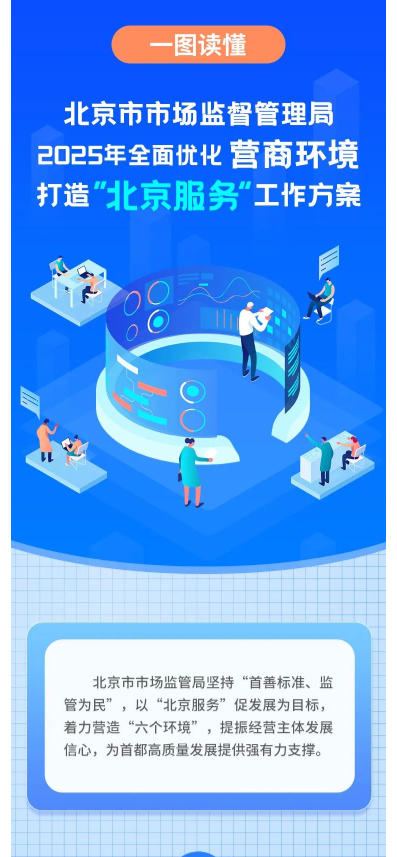 一图读懂
北京市市场监督管理局
2025年全面优化营商环境
打造"北京服务"工作方案
北京市市场监管局坚持“首善标准、监
管为民”，以“北京服务”促发展为目标，
着力营造“六个环境”，提振经营主体发展
信心，为首都高质量发展提供强有力支撑。